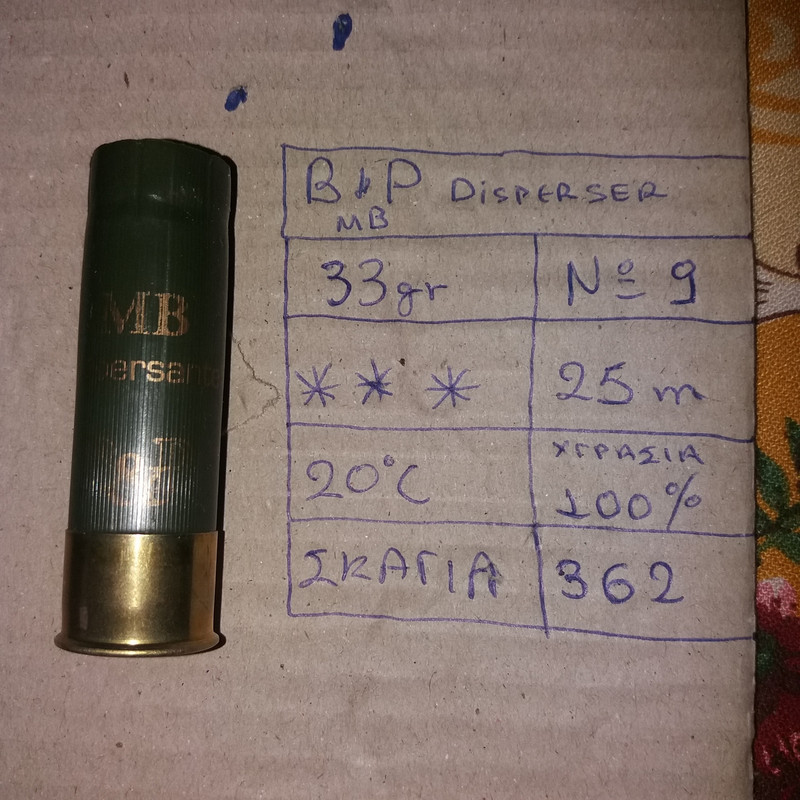 MB
B&P DISPERSER
MB
33gr Nº 9
*** 25 m
20°C ΥΓΡΑΣΙΑ 100%
ΣΚΑΓΙΑ 362